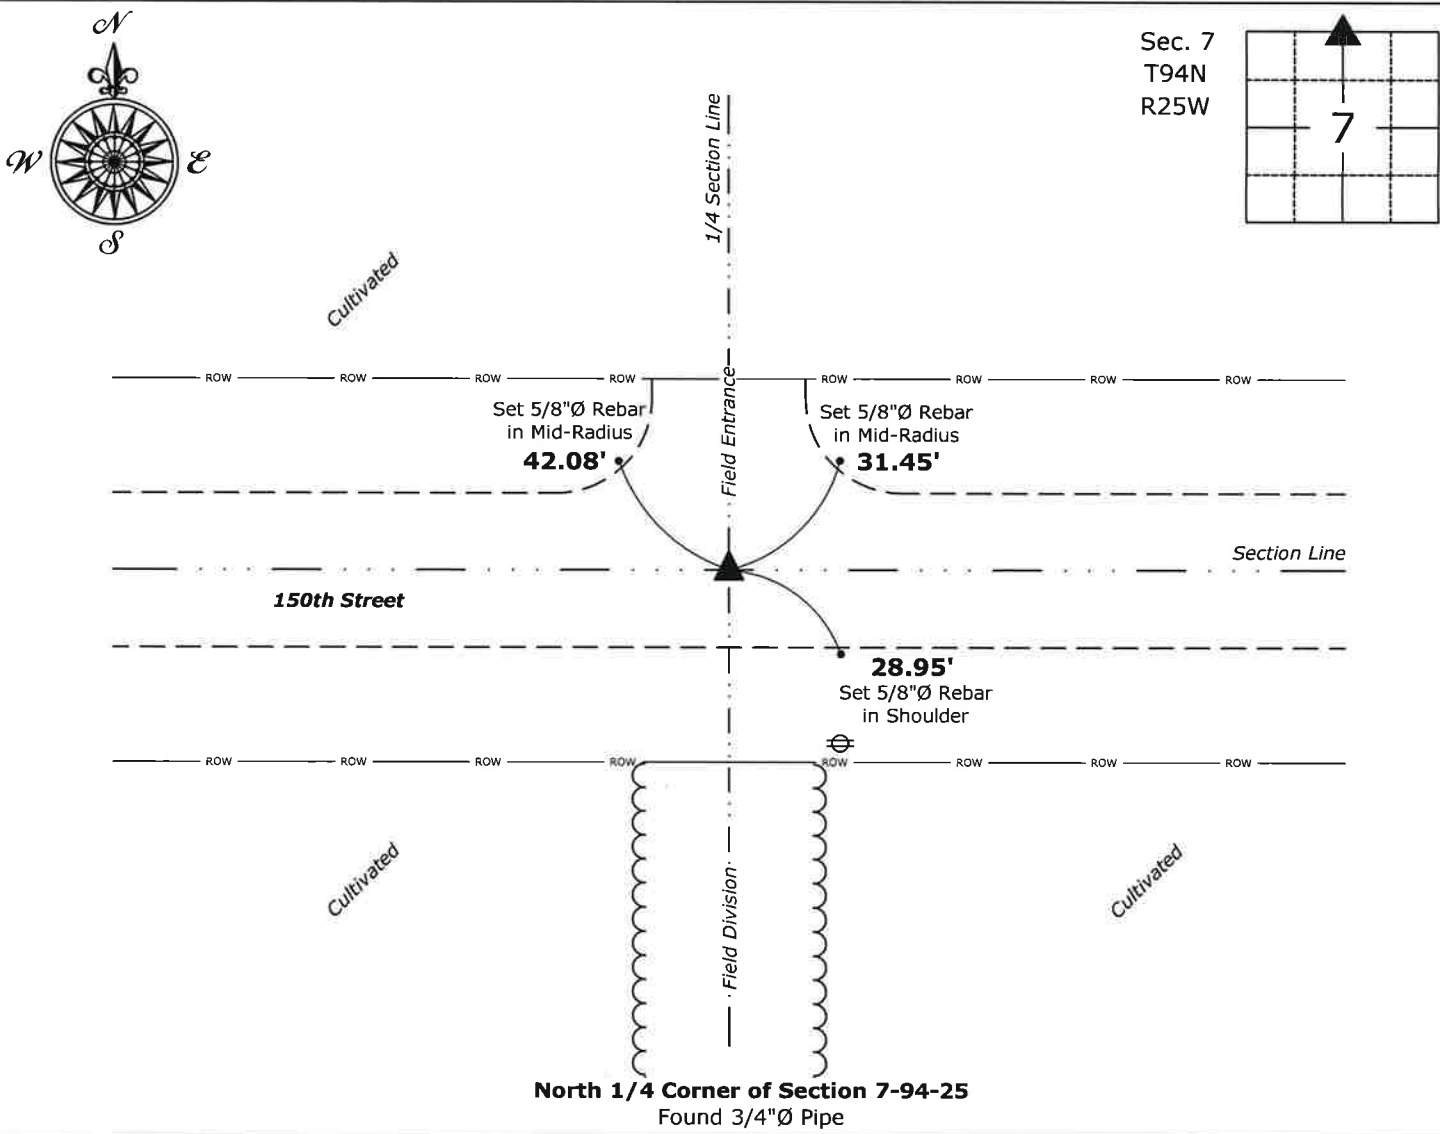 N
W
E
S
Sec. 7
T94N
R25W
7
1/4 Section Line
Cultivated
ROW ROW ROW ROW ROW ROW ROW ROW
Set 5/8"Ø Rebar
in Mid-Radius
42.08'
Field Entrance
Set 5/8"Ø Rebar
in Mid-Radius
31.45'
Section Line
150th Street
28.95'
Set 5/8"Ø Rebar
in Shoulder
ROW ROW ROW ROW ROW ROW ROW ROW
Cultivated
Field Division
Cultivated
North 1/4 Corner of Section 7-94-25
Found 3/4"Ø Pipe